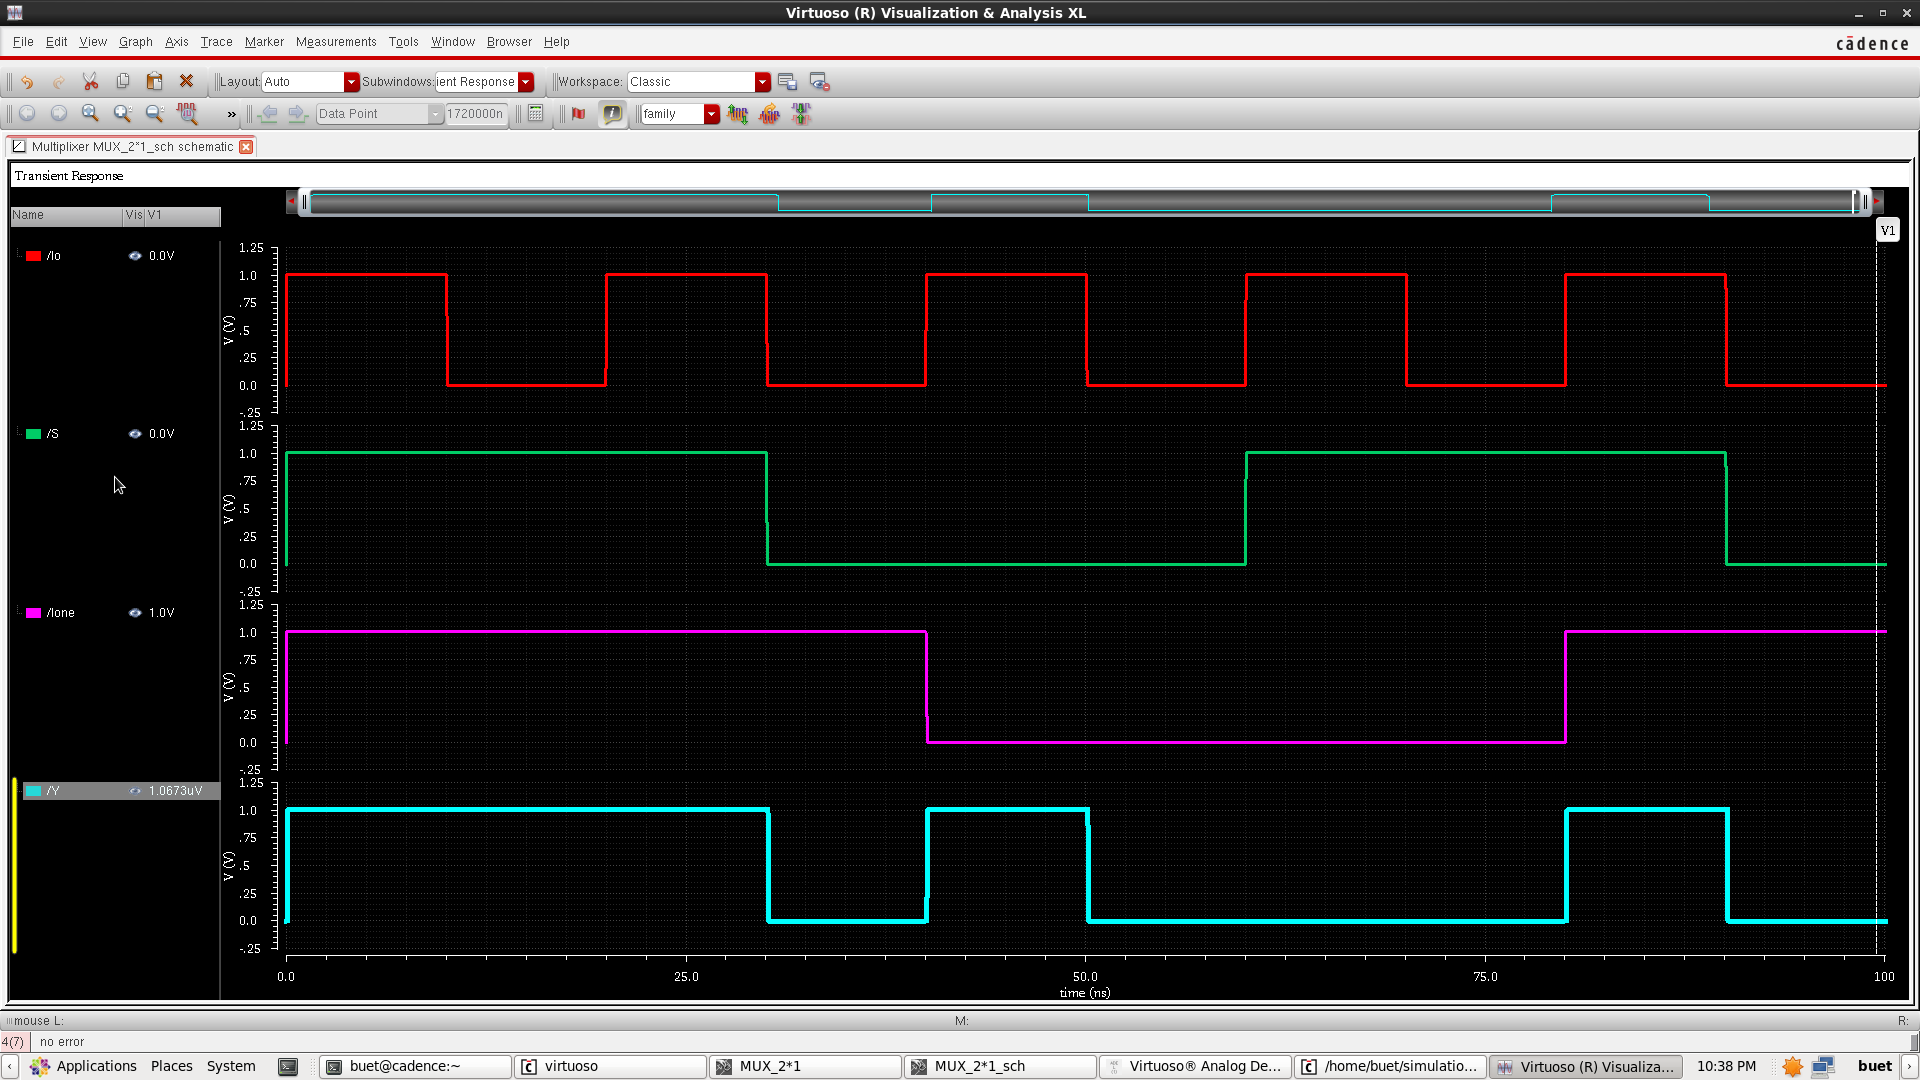 Virtuoso (R) Visualization & Analysis XL
File Edit View Graph Axis Trace Marker Measurements Tools Window Browser Help
cādence
Layout: Auto Subwindows: ient Response Workspace: Classic
» Data Point 1720000n family
Multiplixer MUX_2*1_sch schematic
Transient Response
Name Vis V1
V1
/Io 0.0V
1.25
1.0
.75
.5
.25
0.0
-.25
V (V)
/S 0.0V
1.25
1.0
.75
.5
.25
0.0
-.25
V (V)
/Ione 1.0V
1.25
1.0
.75
.5
.25
0.0
-.25
V (V)
/Y 1.0673uV
1.25
1.0
.75
.5
.25
0.0
-.25
V (V)
0.0 25.0 50.0 75.0 100
time (ns)
mouse L: M: R:
4(7) no error
Applications Places System buet@cadence:~ virtuoso MUX_2*1 MUX_2*1_sch Virtuoso® Analog De... /home/buet/simulatio... Virtuoso (R) Visualiza... 10:38 PM buet